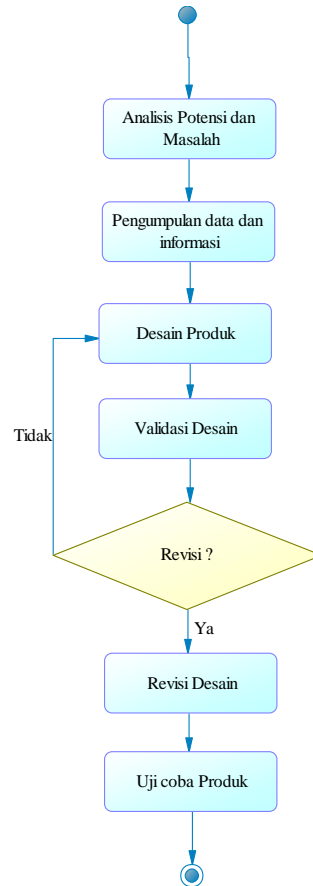 Analisis Potensi dan
Masalah
Pengumpulan data dan
informasi
Desain Produk
Validasi Desain
Tidak
Revisi ?
Ya
Revisi Desain
Uji coba Produk